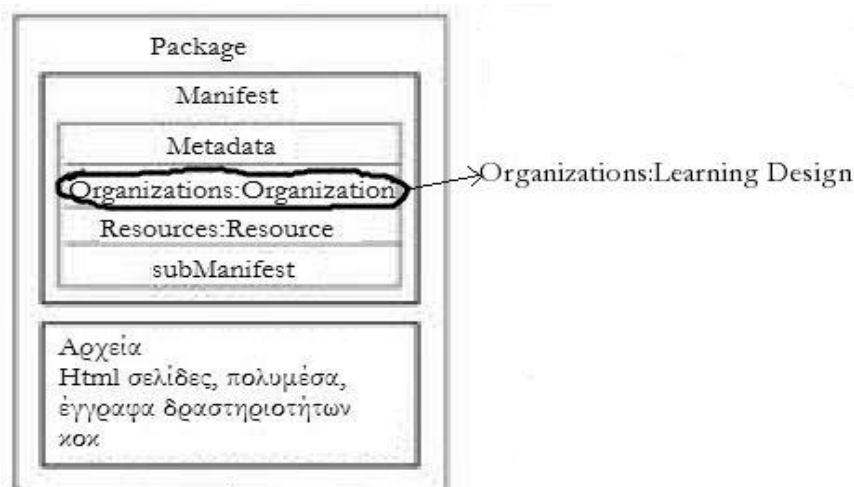 Package
Manifest
Metadata
Organizations:Organization
Organizations:Learning Design
Resources:Resource
subManifest
Αρχεία
Html σελίδες, πολυμέσα,
έγγραφα δραστηριοτήτων
κοκ